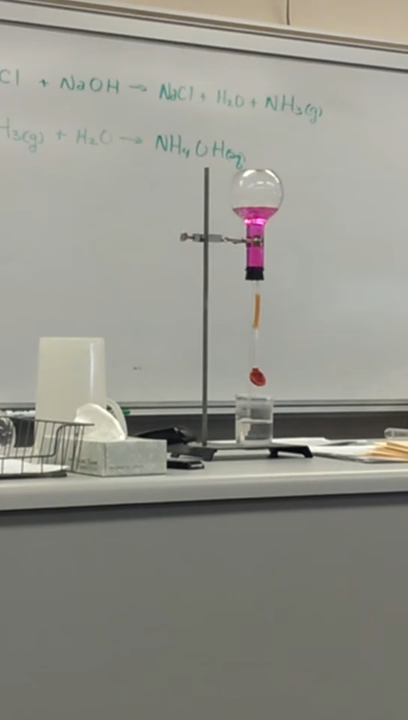 Cl + NaOH → NaCl + H₂O + NH₃(g)
H₃(g) + H₂O → NH₄OH(aq)